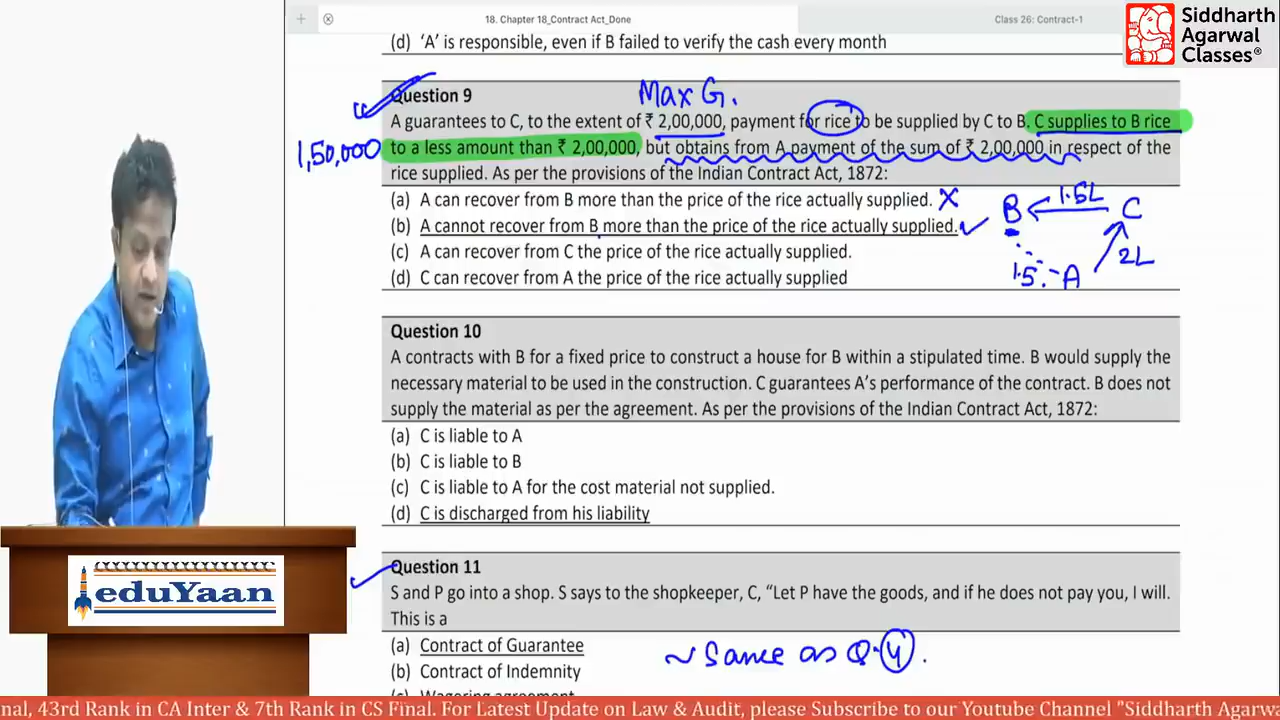 18. Chapter 18_Contract Act_Done
Class 26: Contract-1
Siddharth
Agarwal
Classes®
(d) ‘A’ is responsible, even if B failed to verify the cash every month
Question 9
Max G.
A guarantees to C, to the extent of ₹ 2,00,000, payment for rice to be supplied by C to B. C supplies to B rice
1,50,000
to a less amount than ₹ 2,00,000, but obtains from A payment of the sum of ₹ 2,00,000 in respect of the
rice supplied. As per the provisions of the Indian Contract Act, 1872:
(a) A can recover from B more than the price of the rice actually supplied. X
(b) A cannot recover from B more than the price of the rice actually supplied.
(c) A can recover from C the price of the rice actually supplied.
(d) C can recover from A the price of the rice actually supplied
B 1.5L C
1.5 A 2L
Question 10
A contracts with B for a fixed price to construct a house for B within a stipulated time. B would supply the
necessary material to be used in the construction. C guarantees A’s performance of the contract. B does not
supply the material as per the agreement. As per the provisions of the Indian Contract Act, 1872:
(a) C is liable to A
(b) C is liable to B
(c) C is liable to A for the cost material not supplied.
(d) C is discharged from his liability
Question 11
S and P go into a shop. S says to the shopkeeper, C, “Let P have the goods, and if he does not pay you, I will.
This is a
(a) Contract of Guarantee
~ Same as Q.4.
(b) Contract of Indemnity
(c) Wagering agreement
eduYaan
nal, 43rd Rank in CA Inter & 7th Rank in CS Final. For Latest Update on Law & Audit, please Subscribe to our Youtube Channel "Siddharth Agarwa